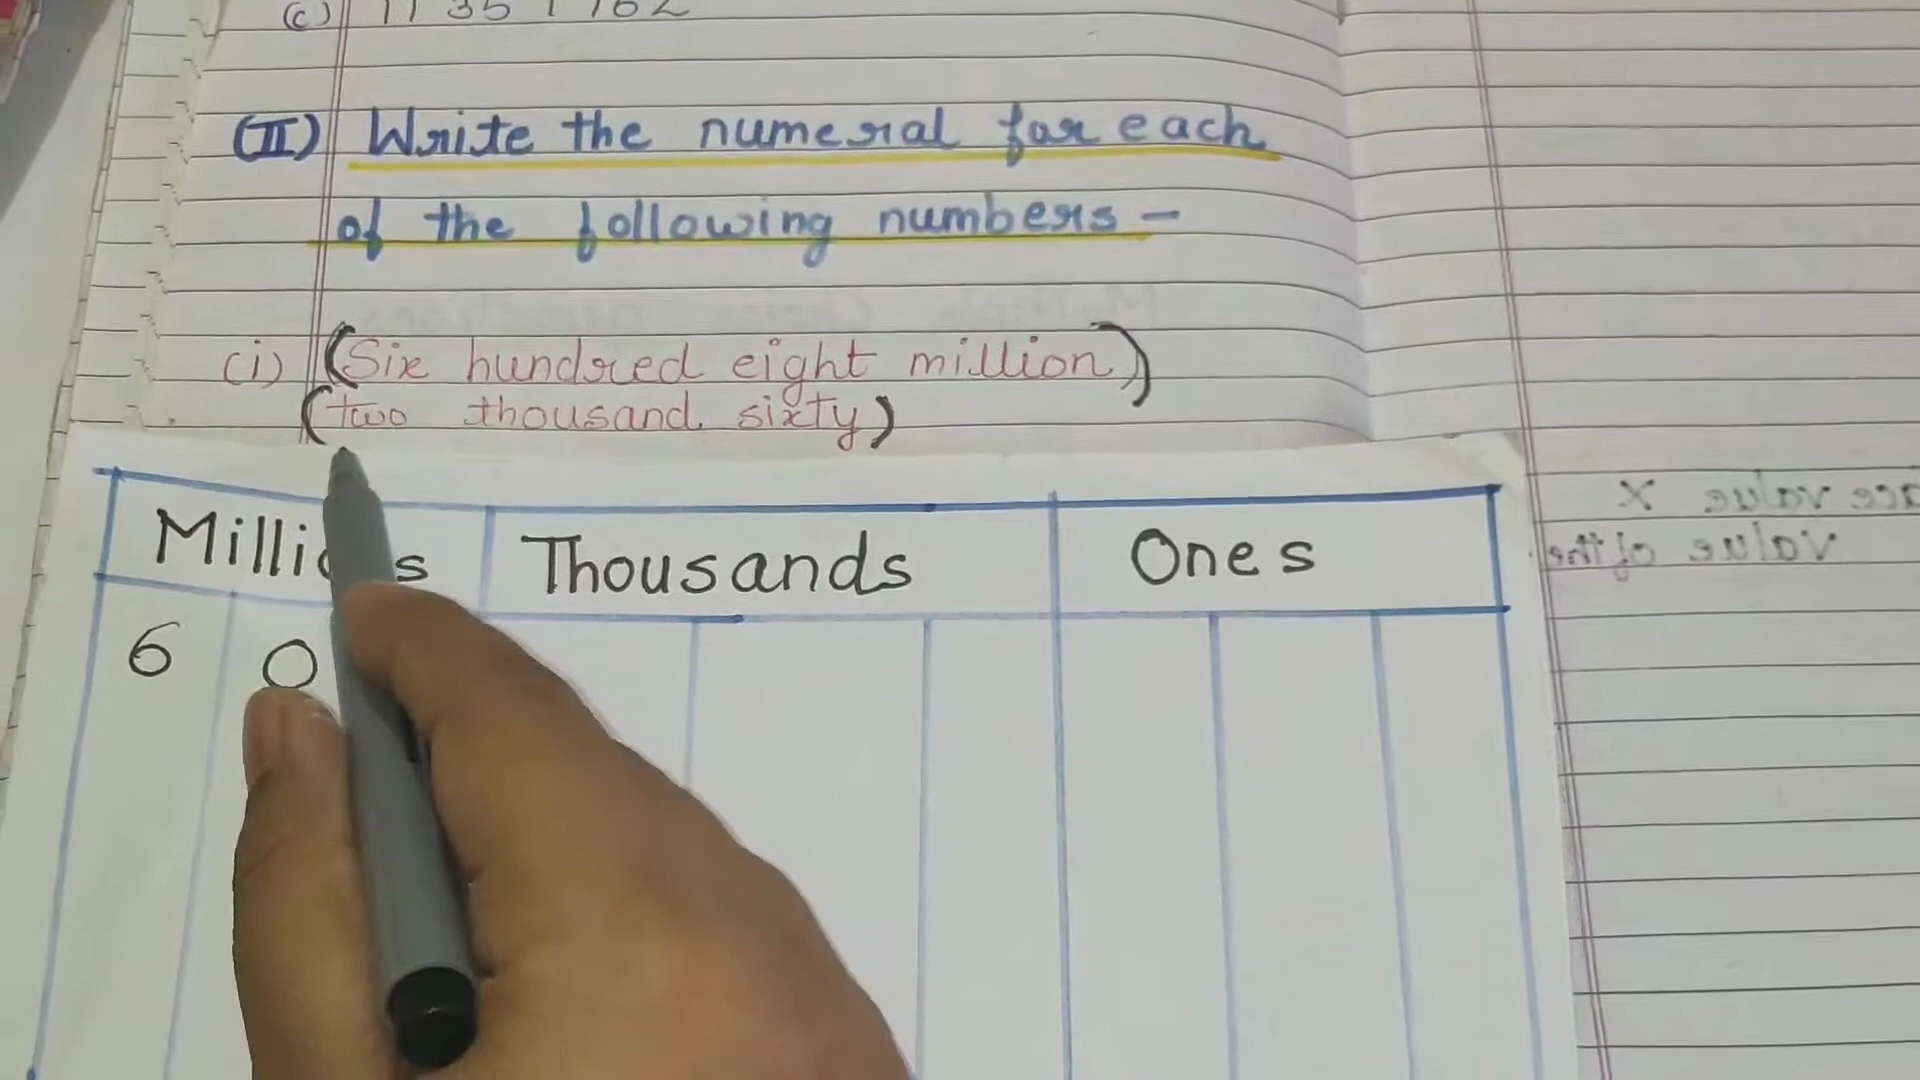 (II) Write the numeral for each
of the following numbers -
(i) (Six hundred eight million)
(two thousand sixty)
Millions Thousands Ones
6 0